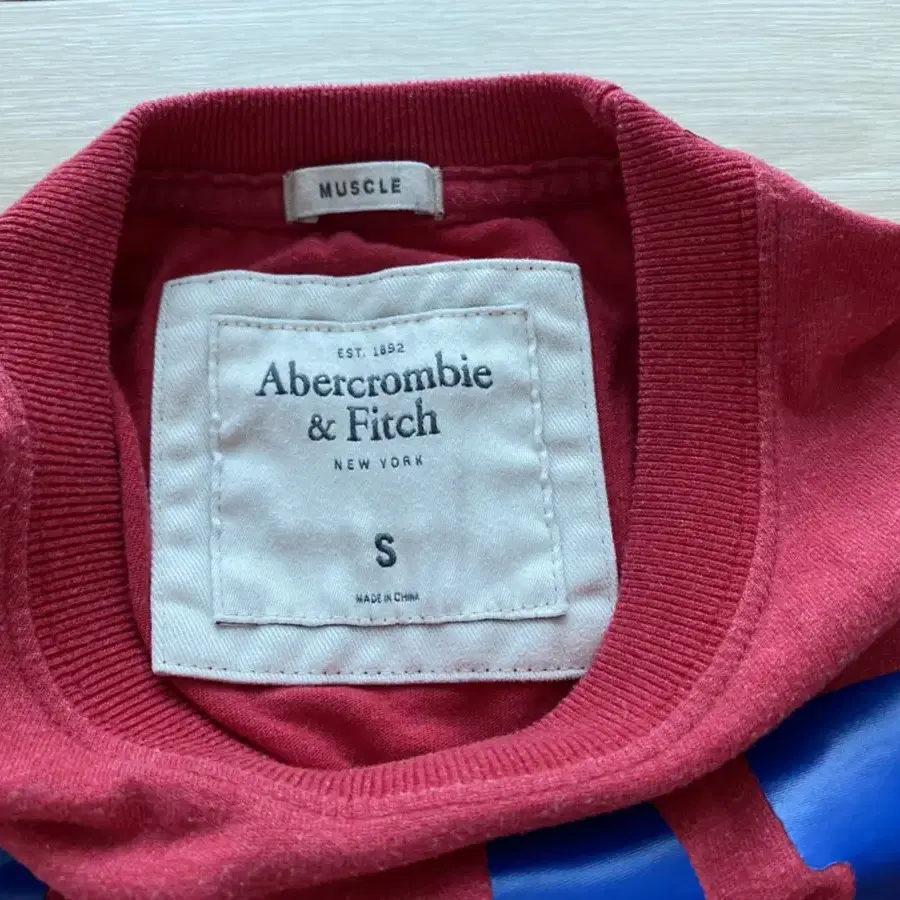 MUSCLE
EST. 1892
Abercrombie
& Fitch
NEW YORK
S
MADE IN CHINA